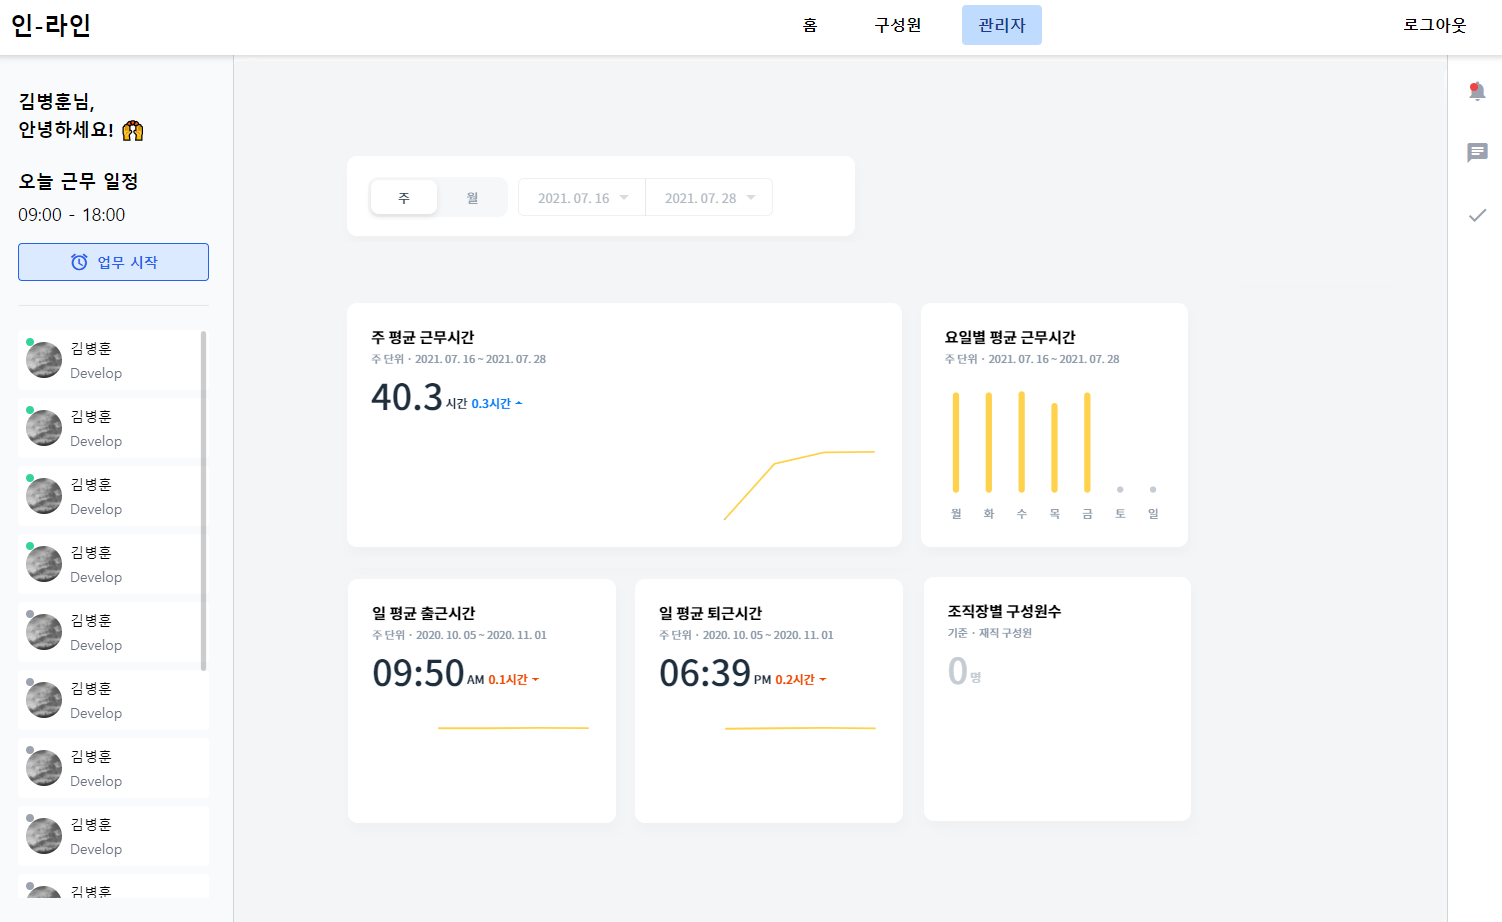 인-라인
홈
구성원
관리자
로그아웃
김병훈님,
안녕하세요! 🙌
오늘 근무 일정
09:00 - 18:00
업무 시작
김병훈
Develop
김병훈
Develop
김병훈
Develop
김병훈
Develop
김병훈
Develop
김병훈
Develop
김병훈
Develop
김병훈
Develop
김병훈
주
월
2021. 07. 16
2021. 07. 28
주 평균 근무시간
주 단위 · 2021. 07. 16 ~ 2021. 07. 28
40.3 시간 0.3시간
요일별 평균 근무시간
주 단위 · 2021. 07. 16 ~ 2021. 07. 28
월 화 수 목 금 토 일
일 평균 출근시간
주 단위 · 2020. 10. 05 ~ 2020. 11. 01
09:50 AM 0.1시간
일 평균 퇴근시간
주 단위 · 2020. 10. 05 ~ 2020. 11. 01
06:39 PM 0.2시간
조직장별 구성원수
기준 · 재직 구성원
0 명